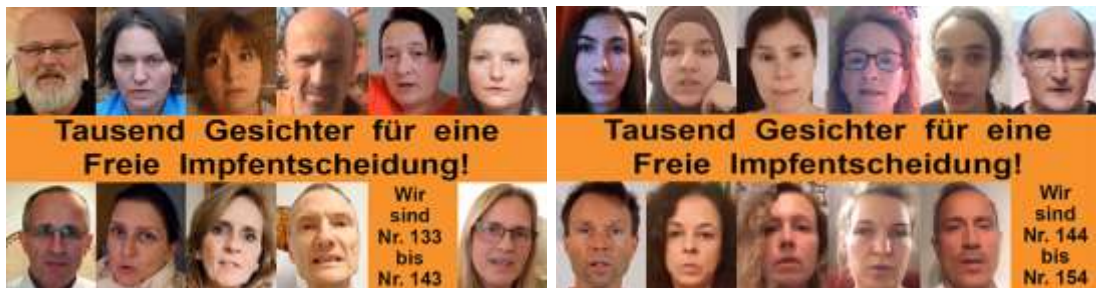 Tausend Gesichter für eine
Freie Impfentscheidung!
Wir
sind
Nr. 133
bis
Nr. 143
Tausend Gesichter für eine
Freie Impfentscheidung!
Wir
sind
Nr. 144
bis
Nr. 154